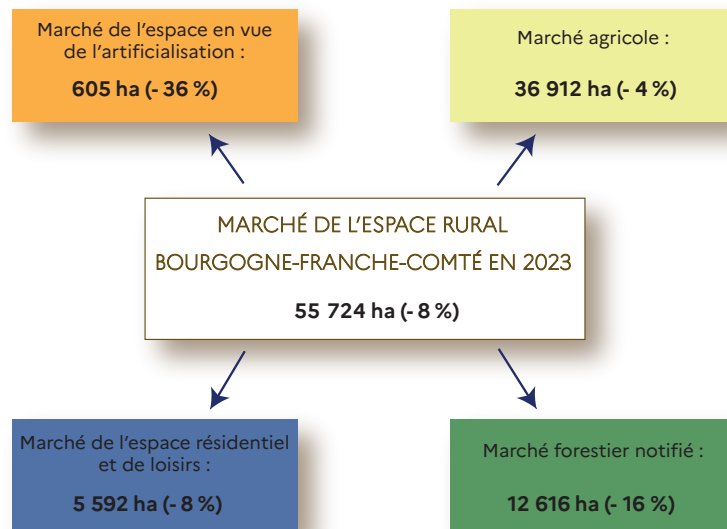 Marché de l'espace en vue
de l'artificialisation :
605 ha (- 36 %)
Marché agricole :
36 912 ha (- 4 %)
MARCHÉ DE L'ESPACE RURAL
BOURGOGNE-FRANCHE-COMTÉ EN 2023
55 724 ha (- 8 %)
Marché de l'espace résidentiel
et de loisirs :
5 592 ha (- 8 %)
Marché forestier notifié :
12 616 ha (- 16 %)